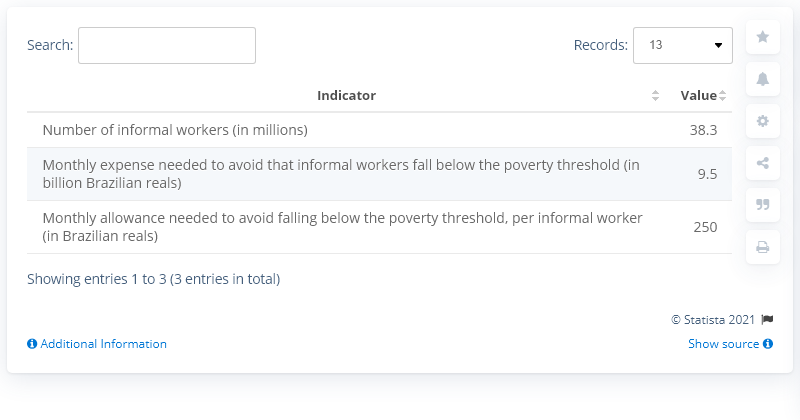 Search:
Records: 13
Indicator Value
Number of informal workers (in millions) 38.3
Monthly expense needed to avoid that informal workers fall below the poverty threshold (in
billion Brazilian reals) 9.5
Monthly allowance needed to avoid falling below the poverty threshold, per informal worker
(in Brazilian reals) 250
Showing entries 1 to 3 (3 entries in total)
© Statista 2021
Additional Information
Show source